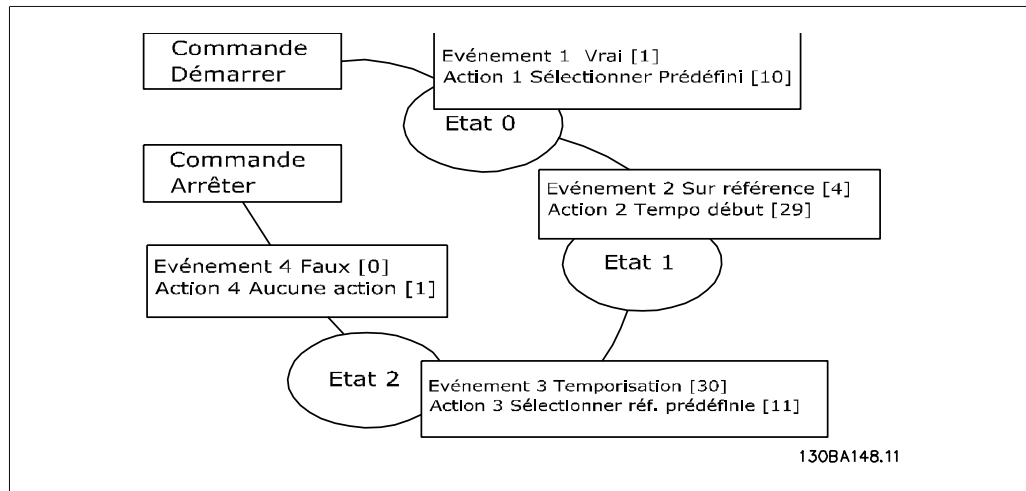 Commande
Démarrer
Evénement 1 Vrai [1]
Action 1 Sélectionner Prédéfini [10]
Etat 0
Commande
Arrêter
Evénement 2 Sur référence [4]
Action 2 Tempo début [29]
Etat 1
Evénement 4 Faux [0]
Action 4 Aucune action [1]
Etat 2
Evénement 3 Temporisation [30]
Action 3 Sélectionner réf. prédéfinie [11]
130BA148.11